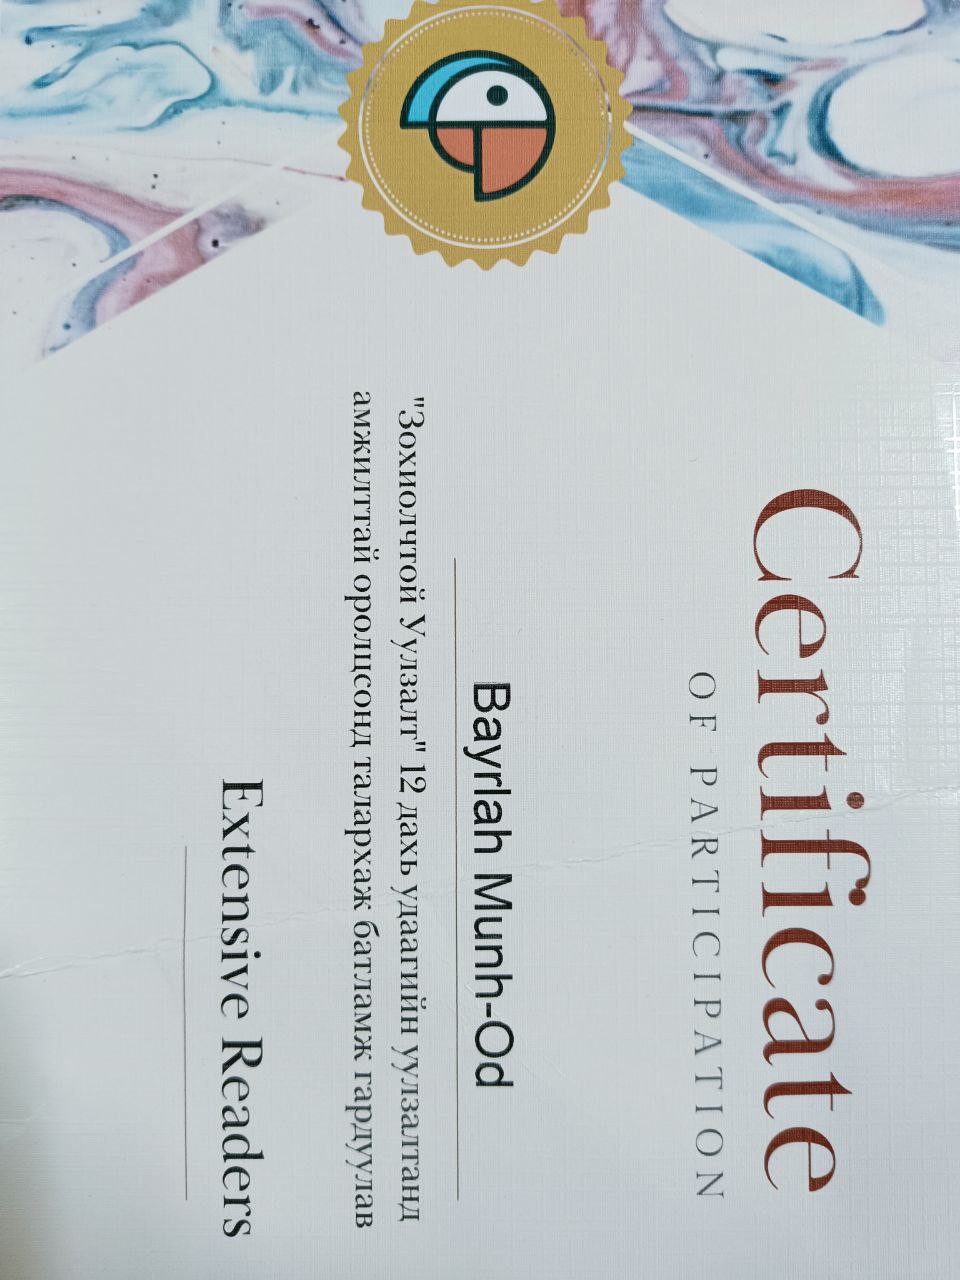 Certificate
OF PARTICIPATION
Bayrlah Munh-Od
"Зохиолчтой Уулзалт" 12 дахь удаагийн уулзалтанд
амжилттай оролцсонд талархаж батламж гардуулав
Extensive Readers